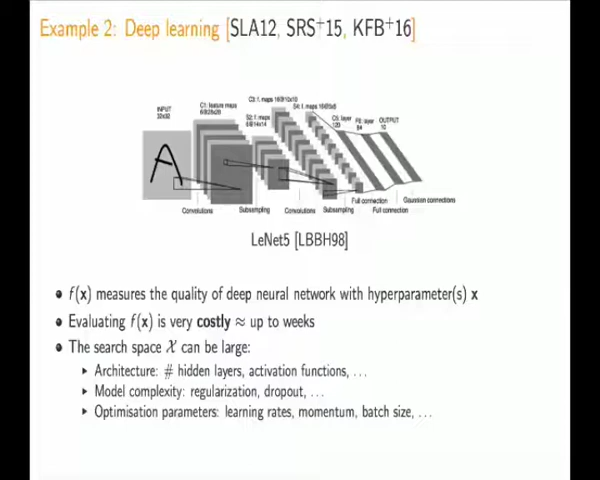 Example 2: Deep learning [SLA12, SRS+15, KFB+16]
INPUT
32x32
C1: feature maps
6@28x28
S2: f. maps
6@14x14
C3: f. maps 16@10x10
S4: f. maps 16@5x5
C5: layer
120
F6: layer
84
OUTPUT
10
A
Convolutions
Subsampling
Convolutions
Subsampling
Full connection
Full connection
Gaussian connections
LeNet5 [LBBH98]
• f(x) measures the quality of deep neural network with hyperparameter(s) x
• Evaluating f(x) is very costly ≈ up to weeks
• The search space 𝒳 can be large:
▸ Architecture: # hidden layers, activation functions, ...
▸ Model complexity: regularization, dropout, ...
▸ Optimisation parameters: learning rates, momentum, batch size, ...